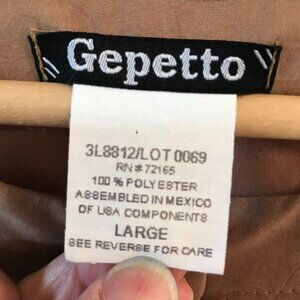 Gepetto
3L8812/LOT 0069
RN#72165
100% POLYESTER
ASSEMBLED IN MEXICO
OF USA COMPONENTS
LARGE
SEE REVERSE FOR CARE